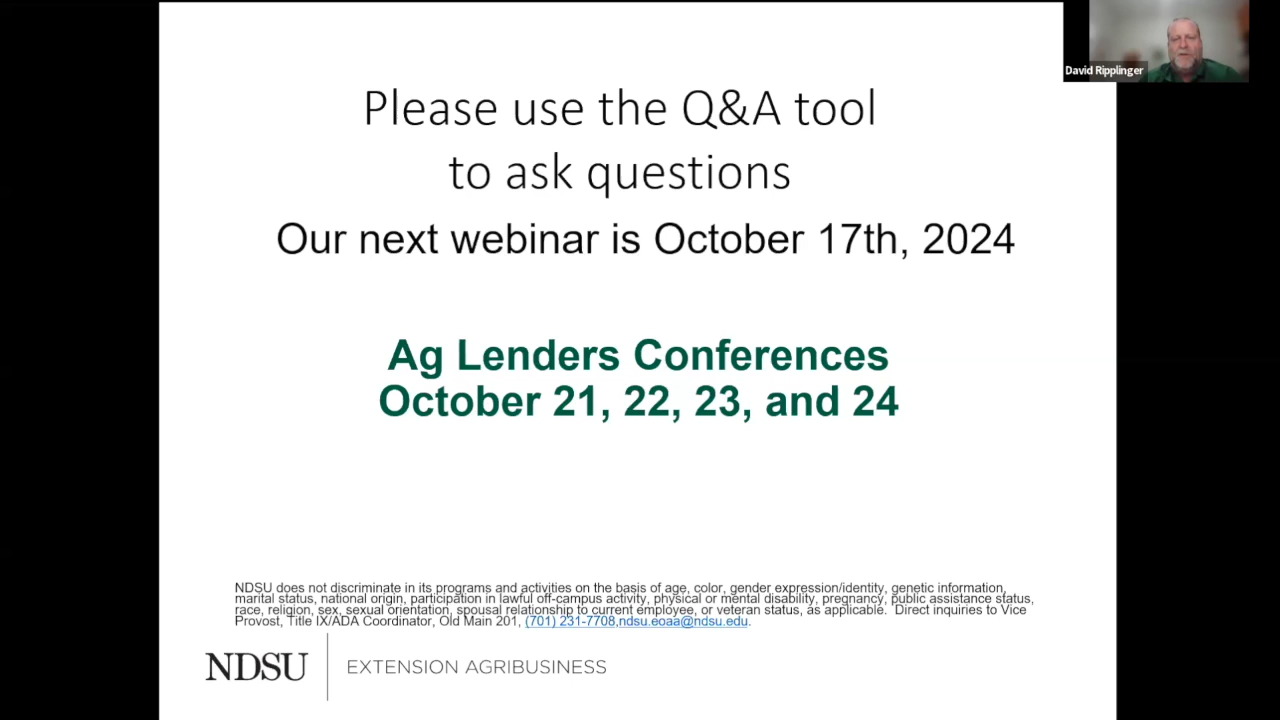 Please use the Q&A tool
to ask questions
Our next webinar is October 17th, 2024
Ag Lenders Conferences
October 21, 22, 23, and 24
NDSU does not discriminate in its programs and activities on the basis of age, color, gender expression/identity, genetic information,
marital status, national origin, participation in lawful off-campus activity, physical or mental disability, pregnancy, public assistance status,
race, religion, sex, sexual orientation, spousal relationship to current employee, or veteran status, as applicable. Direct inquiries to Vice
Provost, Title IX/ADA Coordinator, Old Main 201, (701) 231-7708,ndsu.eoaa@ndsu.edu.
NDSU EXTENSION AGRIBUSINESS
David Ripplinger